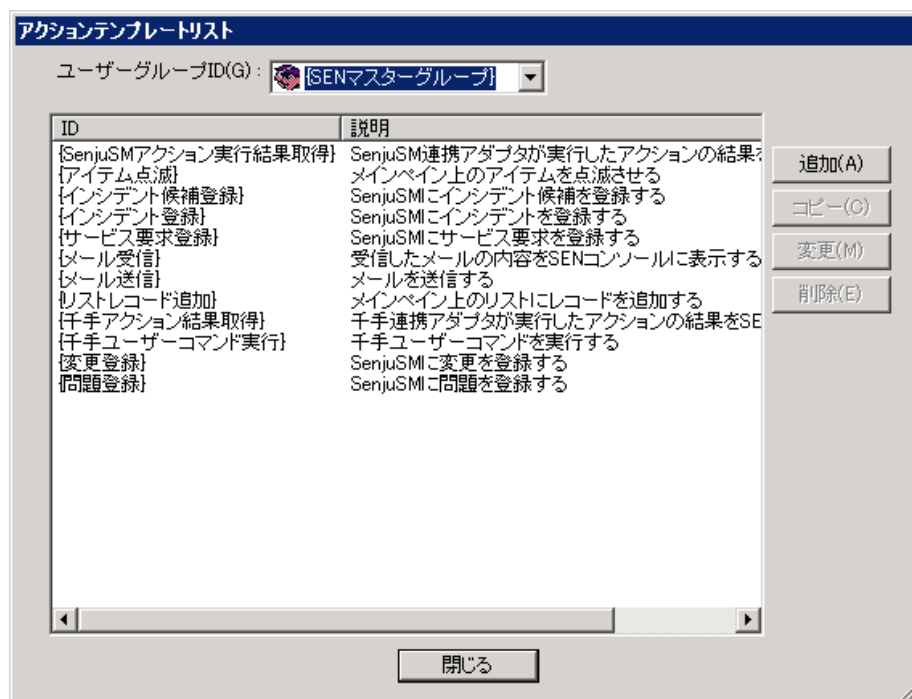 アクションテンプレートリスト
ユーザーグループID(G) : {SENマスターグループ}
ID 説明
{SenjuSMアクション実行結果取得} SenjuSM連携アダプタが実行したアクションの結果を
{アイテム点滅} メインペイン上のアイテムを点滅させる
{インシデント候補登録} SenjuSMにインシデント候補を登録する
{インシデント登録} SenjuSMにインシデントを登録する
{サービス要求登録} SenjuSMにサービス要求を登録する
{メール受信} 受信したメールの内容をSENコンソールに表示する
{メール送信} メールを送信する
{リストレコード追加} メインペイン上のリストにレコードを追加する
{千手アクション結果取得} 千手連携アダプタが実行したアクションの結果をSE
{千手ユーザーコマンド実行} 千手ユーザーコマンドを実行する
{変更登録} SenjuSMに変更を登録する
{問題登録} SenjuSMに問題を登録する
追加(A)
コピー(C)
変更(M)
削除(E)
閉じる